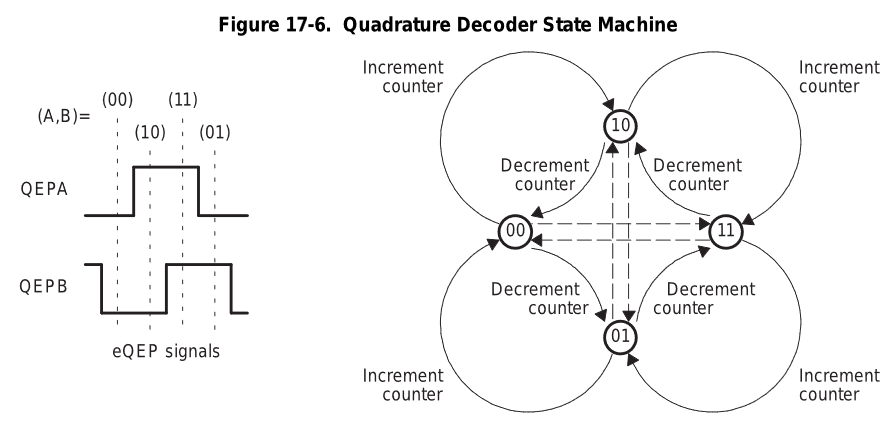 Figure 17-6. Quadrature Decoder State Machine
(A,B)=
(00)
(11)
(10)
(01)
QEPA
QEPB
eQEP signals
Increment
counter
Increment
counter
10
Decrement
counter
Decrement
counter
00
11
Decrement
counter
Decrement
counter
01
Increment
counter
Increment
counter